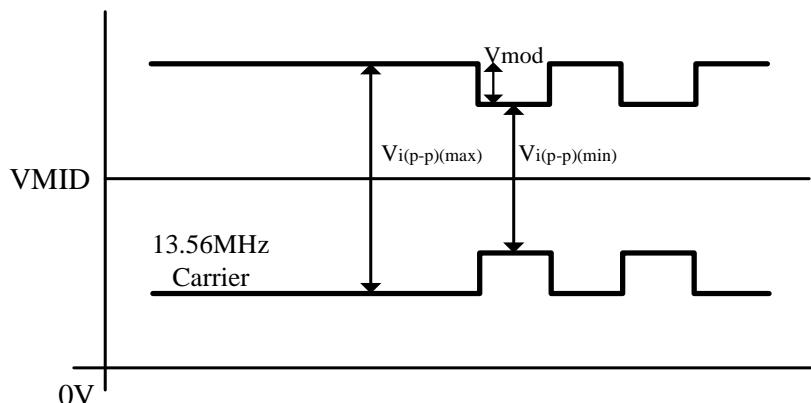 Vmod
Vi(p-p)(max)
Vi(p-p)(min)
VMID
13.56MHz
Carrier
0V